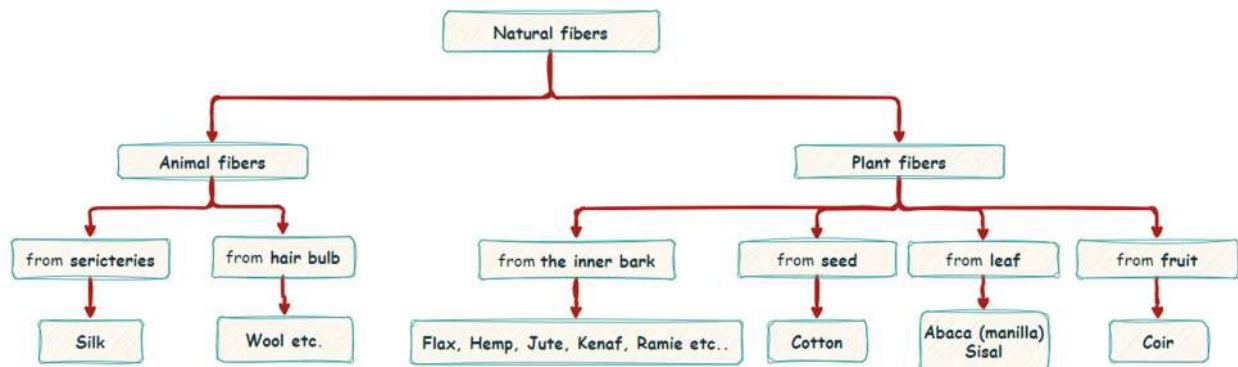 Natural fibers
Animal fibers
Plant fibers
from sericteries
from hair bulb
from the inner bark
from seed
from leaf
from fruit
Silk
Wool etc.
Flax, Hemp, Jute, Kenaf, Ramie etc..
Cotton
Abaca (manilla)
Sisal
Coir